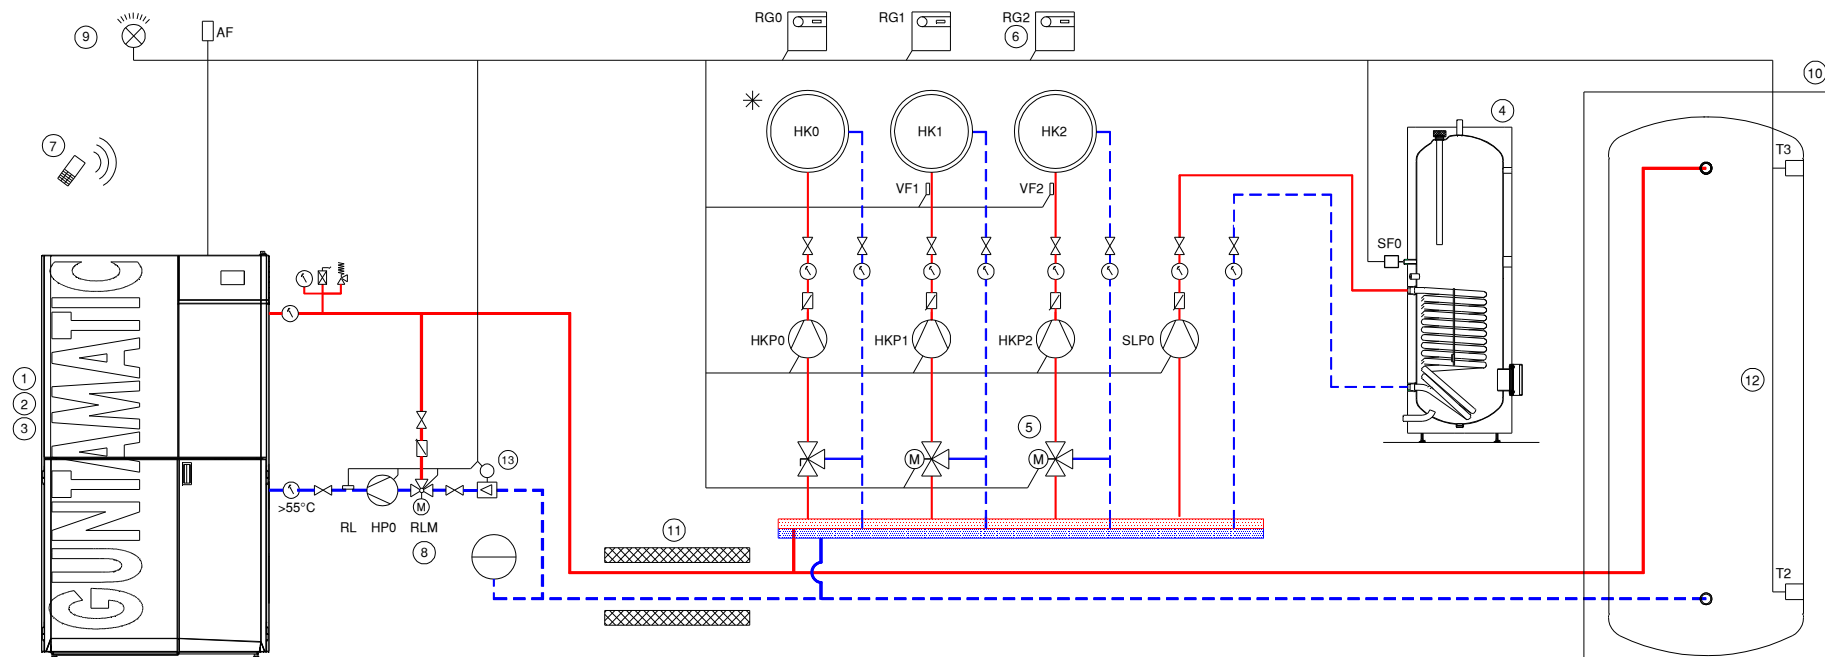 RG0
RG1
RG2
6
9
AF
10
4
HK0
HK1
HK2
7
T3
VF1
VF2
SF0
GUNTAMATIC
HKP0
HKP1
HKP2
SLP0
1
2
3
12
5
M
M
13
>55°C
M
RL
HP0
RLM
8
11
T2